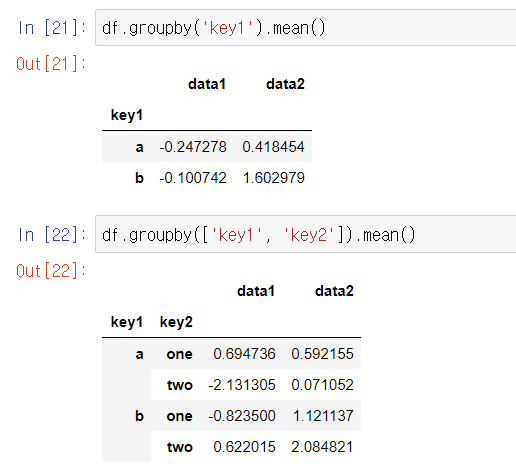 In [21]: df.groupby('key1').mean()
Out[21]:
data1 data2
key1
a -0.247278 0.418454
b -0.100742 1.602979
In [22]: df.groupby(['key1', 'key2']).mean()
Out[22]:
data1 data2
key1 key2
a one 0.694736 0.592155
two -2.131305 0.071052
b one -0.823500 1.121137
two 0.622015 2.084821